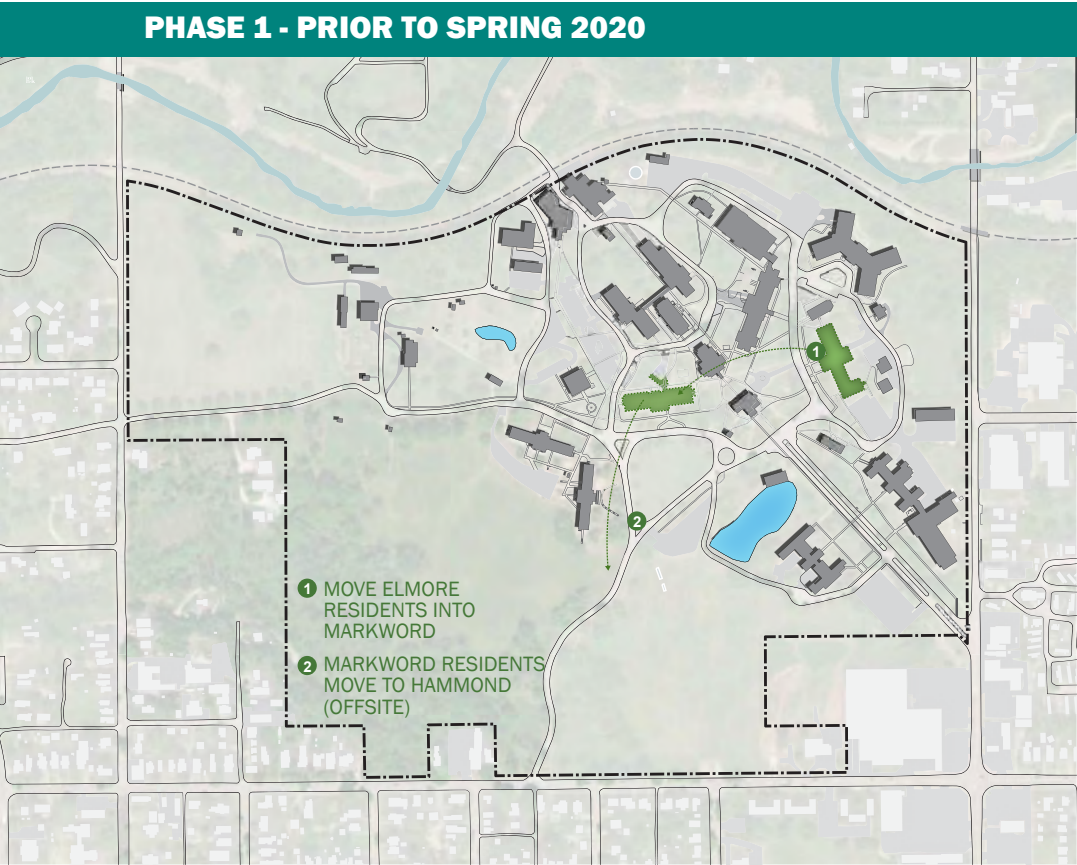 PHASE 1 - PRIOR TO SPRING 2020
1
2
1 MOVE ELMORE
RESIDENTS INTO
MARKWORD
2 MARKWORD RESIDENTS
MOVE TO HAMMOND
(OFFSITE)